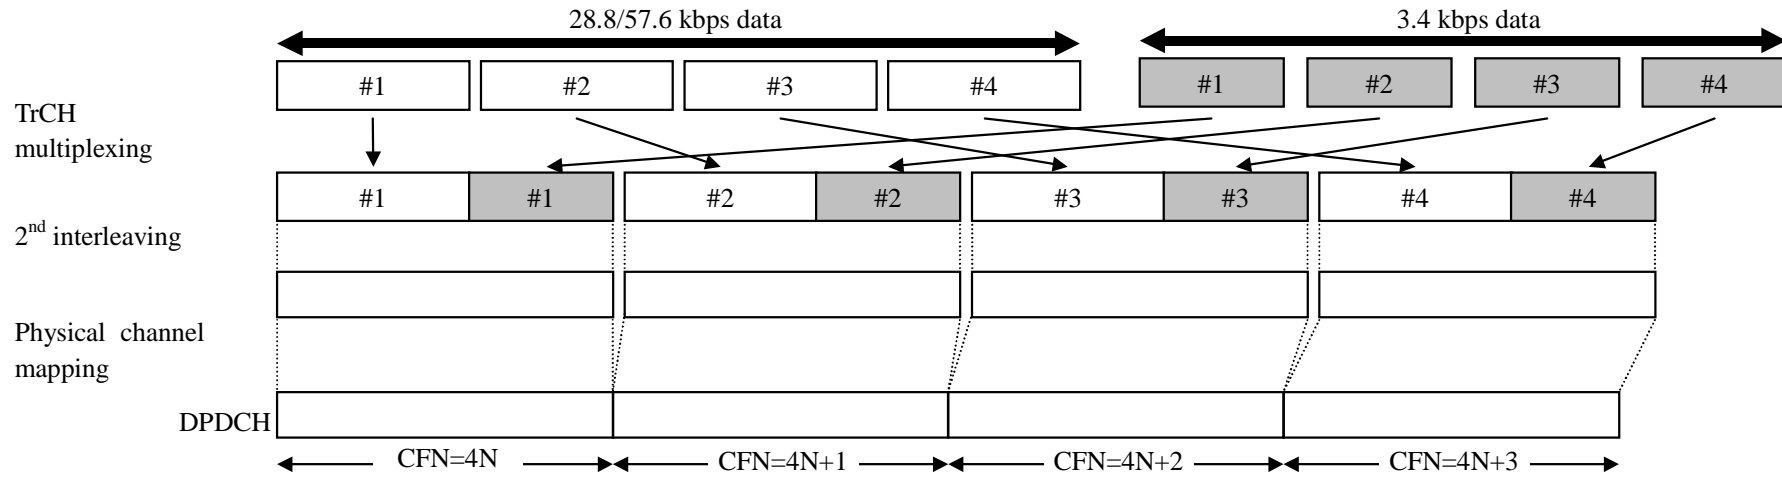 28.8/57.6 kbps data 3.4 kbps data
#1 #2 #3 #4 #1 #2 #3 #4
TrCH
multiplexing
#1 #1 #2 #2 #3 #3 #4 #4
2nd interleaving
Physical channel
mapping
DPDCH
CFN=4N CFN=4N+1 CFN=4N+2 CFN=4N+3